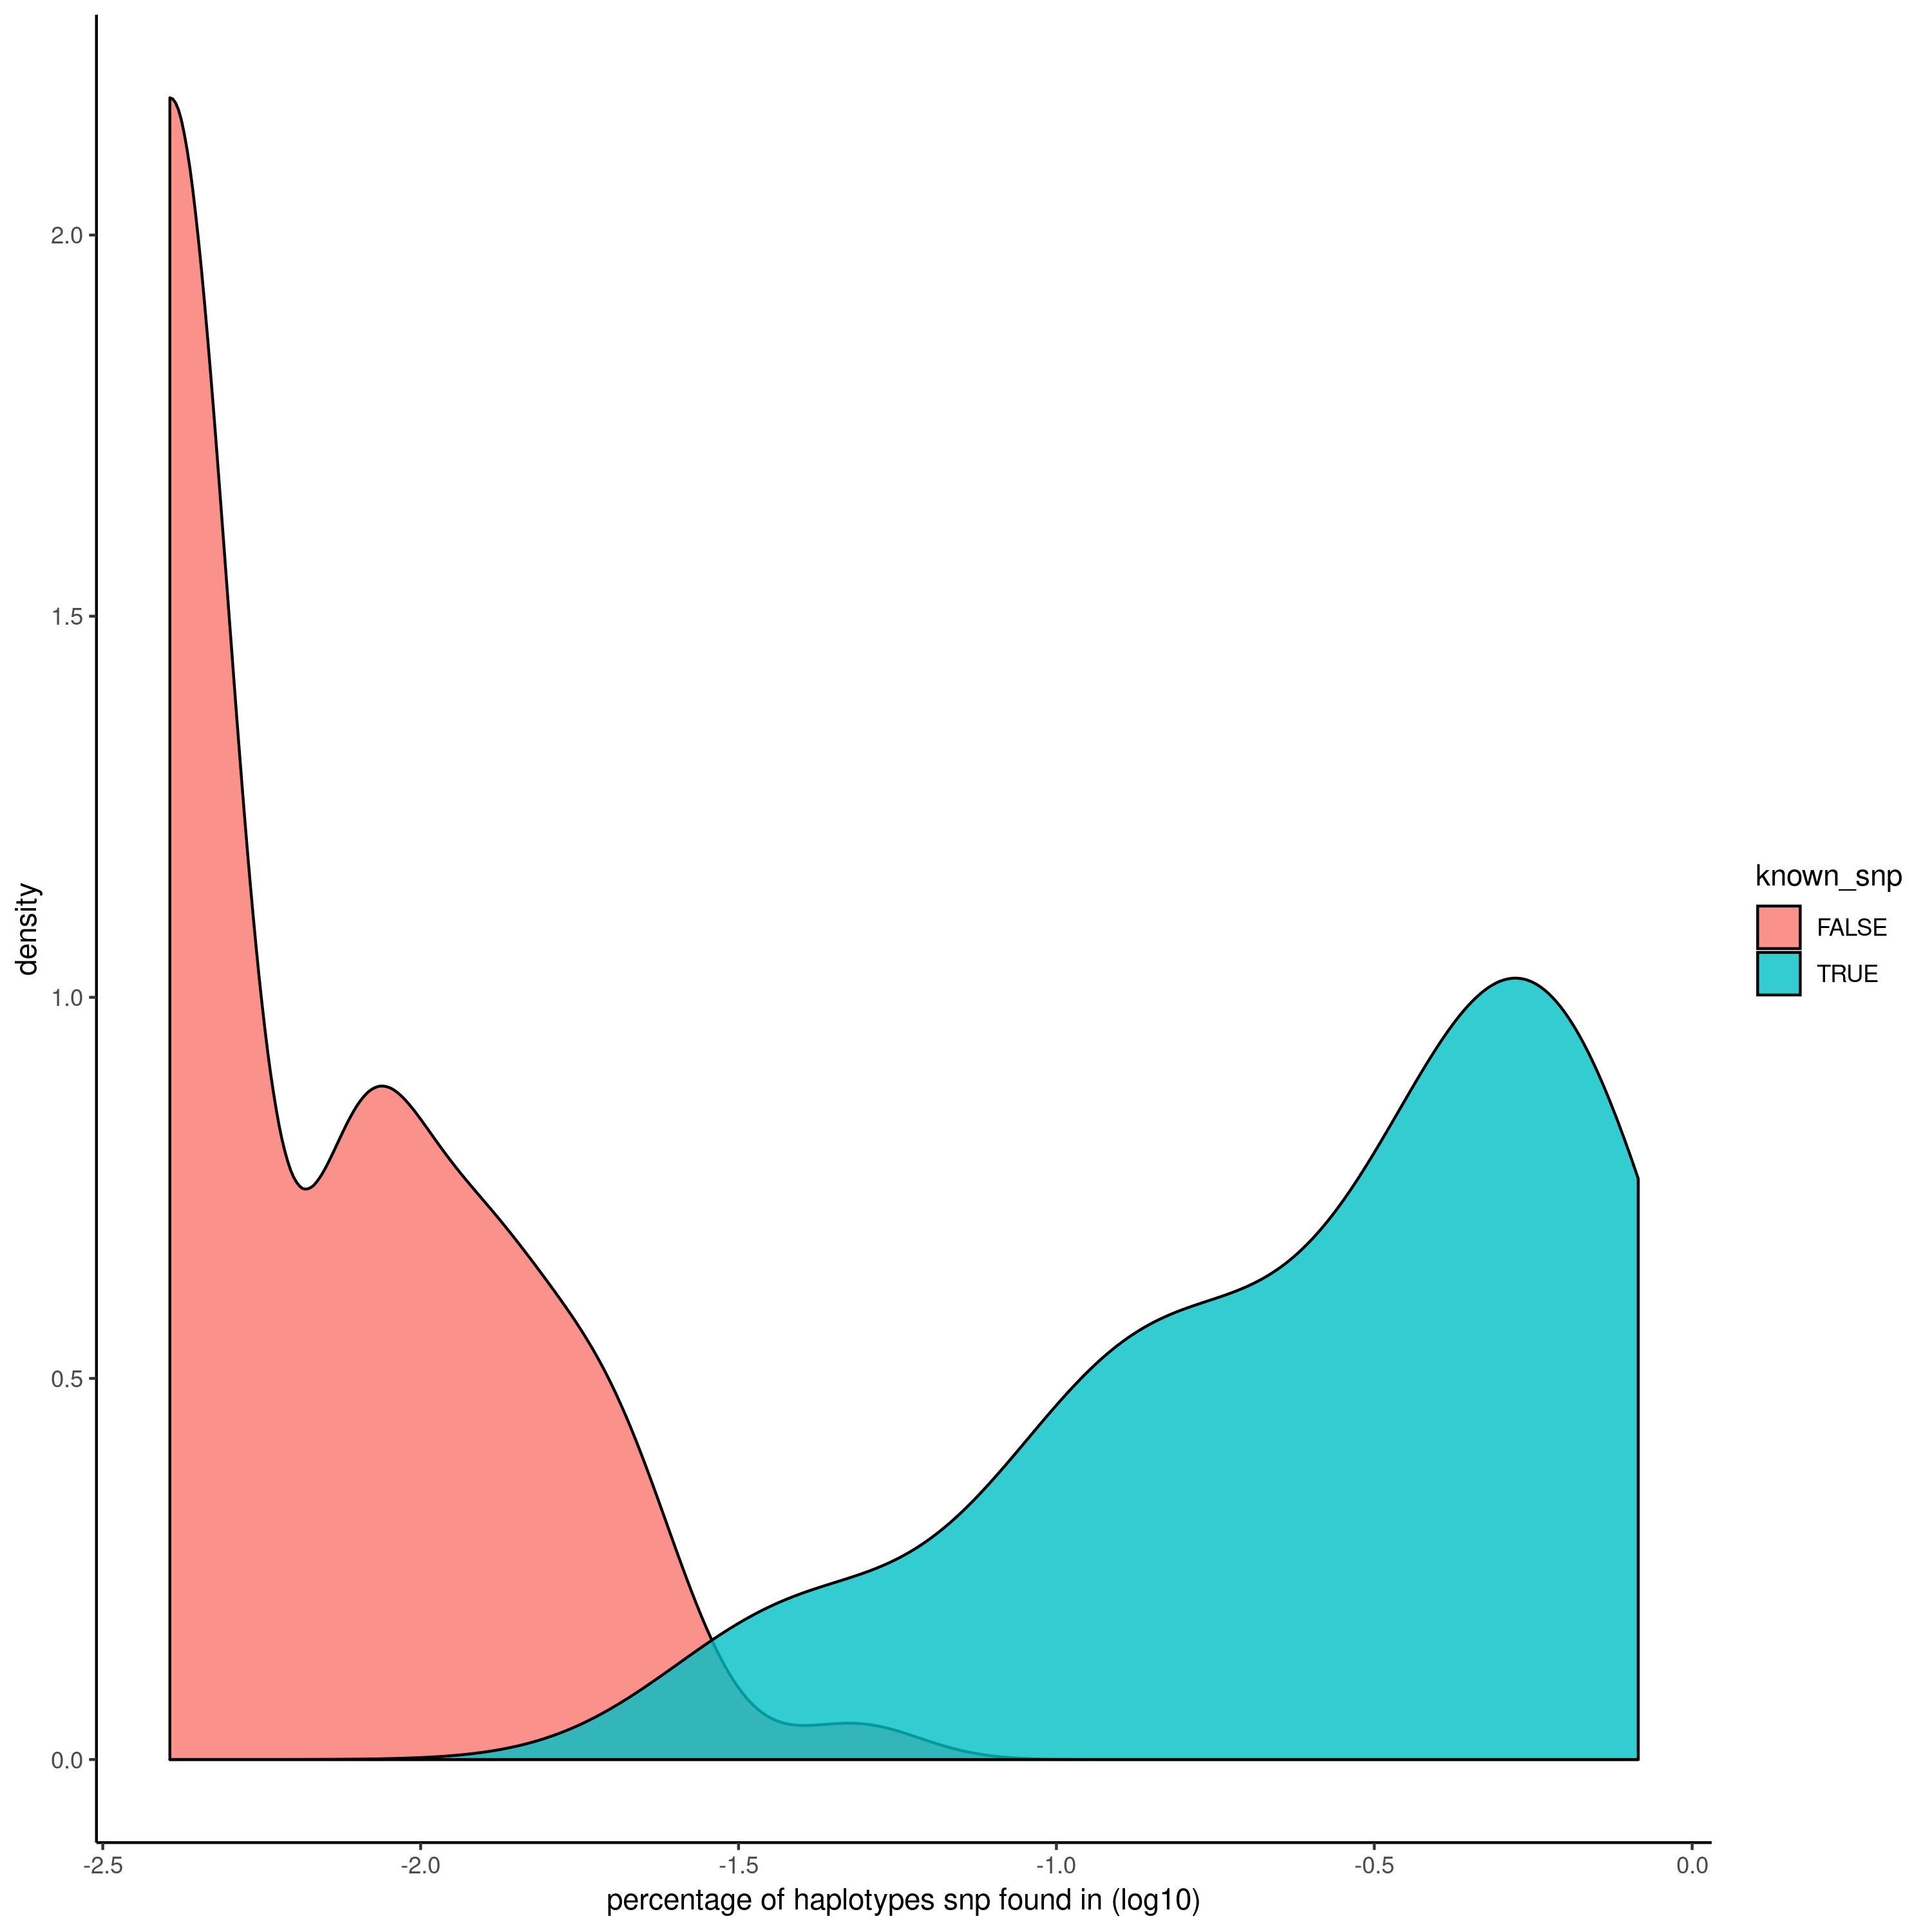 2.0
1.5
1.0
0.5
0.0
density
-2.5 -2.0 -1.5 -1.0 -0.5 0.0
percentage of haplotypes snp found in (log10)
known_snp
FALSE
TRUE